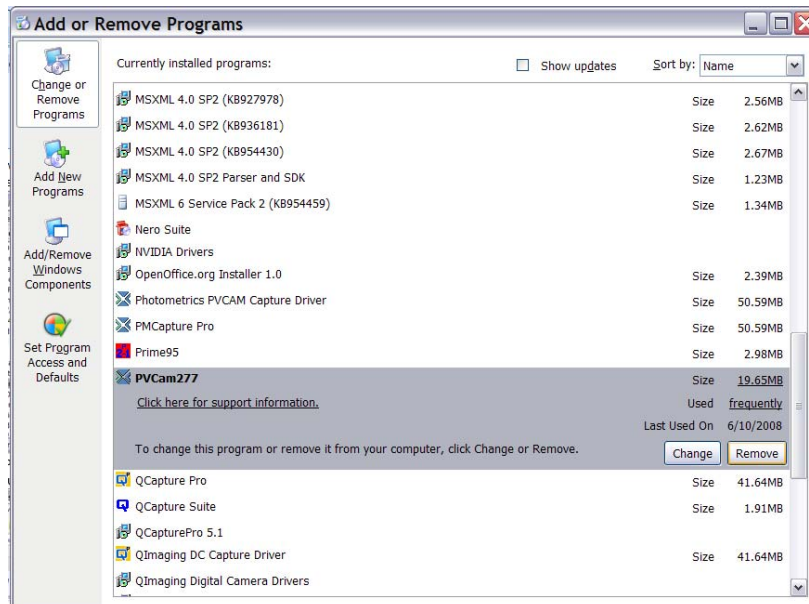 Add or Remove Programs
Change or
Remove
Programs
Add New
Programs
Add/Remove
Windows
Components
Set Program
Access and
Defaults
Currently installed programs:
Show updates
Sort by: Name
MSXML 4.0 SP2 (KB927978) Size 2.56MB
MSXML 4.0 SP2 (KB936181) Size 2.62MB
MSXML 4.0 SP2 (KB954430) Size 2.67MB
MSXML 4.0 SP2 Parser and SDK Size 1.23MB
MSXML 6 Service Pack 2 (KB954459) Size 1.34MB
Nero Suite
NVIDIA Drivers
OpenOffice.org Installer 1.0 Size 2.39MB
Photometrics PVCAM Capture Driver Size 50.59MB
PMCapture Pro Size 50.59MB
Prime95 Size 2.98MB
PVCam277 Size 19.65MB
Click here for support information. Used frequently
Last Used On 6/10/2008
To change this program or remove it from your computer, click Change or Remove. Change Remove
QCapture Pro Size 41.64MB
QCapture Suite Size 1.91MB
QCapturePro 5.1
QImaging DC Capture Driver Size 41.64MB
QImaging Digital Camera Drivers